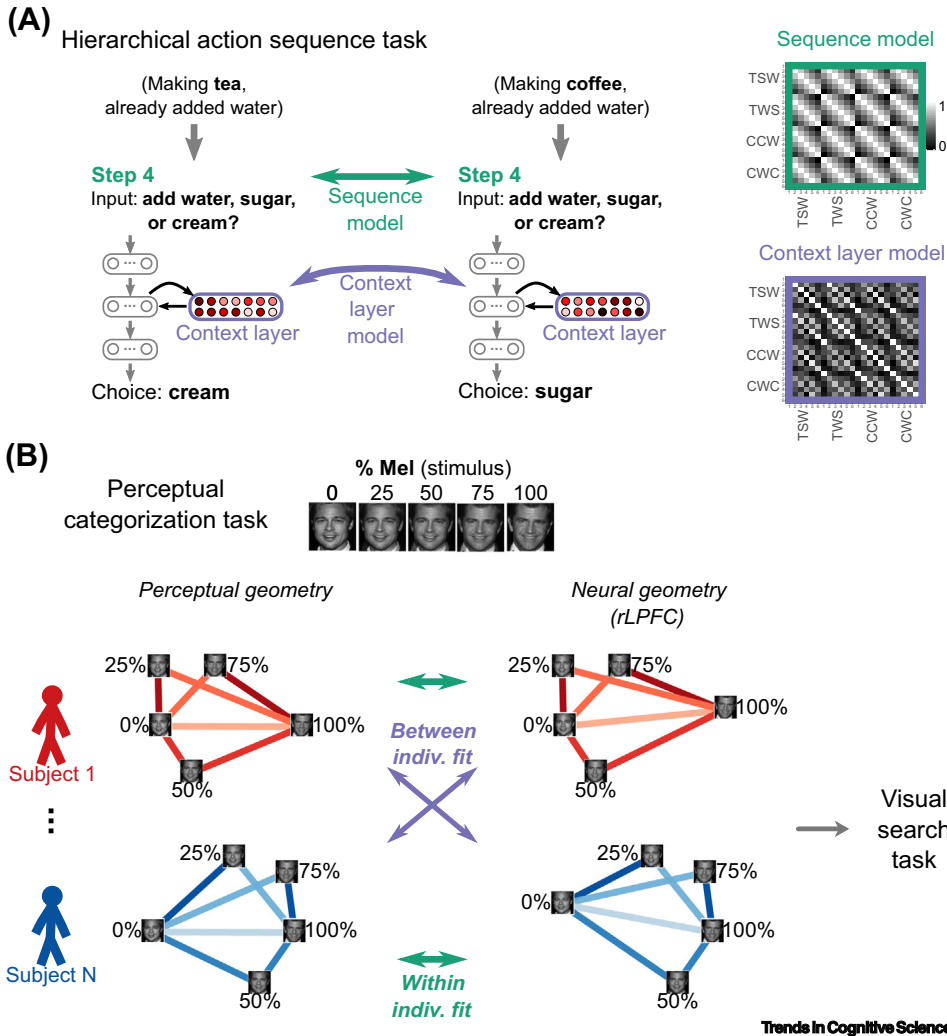 (A)
Hierarchical action sequence task
(Making tea,
already added water)
(Making coffee,
already added water)
Step 4
Input: add water, sugar,
or cream?
Sequence
model
Step 4
Input: add water, sugar,
or cream?
...
...
...
Context layer
Choice: cream
Context
layer
model
...
...
...
Context layer
Choice: sugar
Sequence model
TSW
TWS
CCW
CWC
1
0
TSW
TWS
CCW
CWC
Context layer model
TSW
TWS
CCW
CWC
TSW
TWS
CCW
CWC
(B)
Perceptual
categorization task
% Mel (stimulus)
0 25 50 75 100
Perceptual geometry
Neural geometry
(rLPFC)
Subject 1
25%
75%
0%
100%
50%
Between
indiv. fit
25%
75%
0%
100%
50%
⋮
Subject N
25%
75%
0%
100%
50%
Within
indiv. fit
25%
75%
0%
100%
50%
Visual
search
task
Trends in Cognitive Science